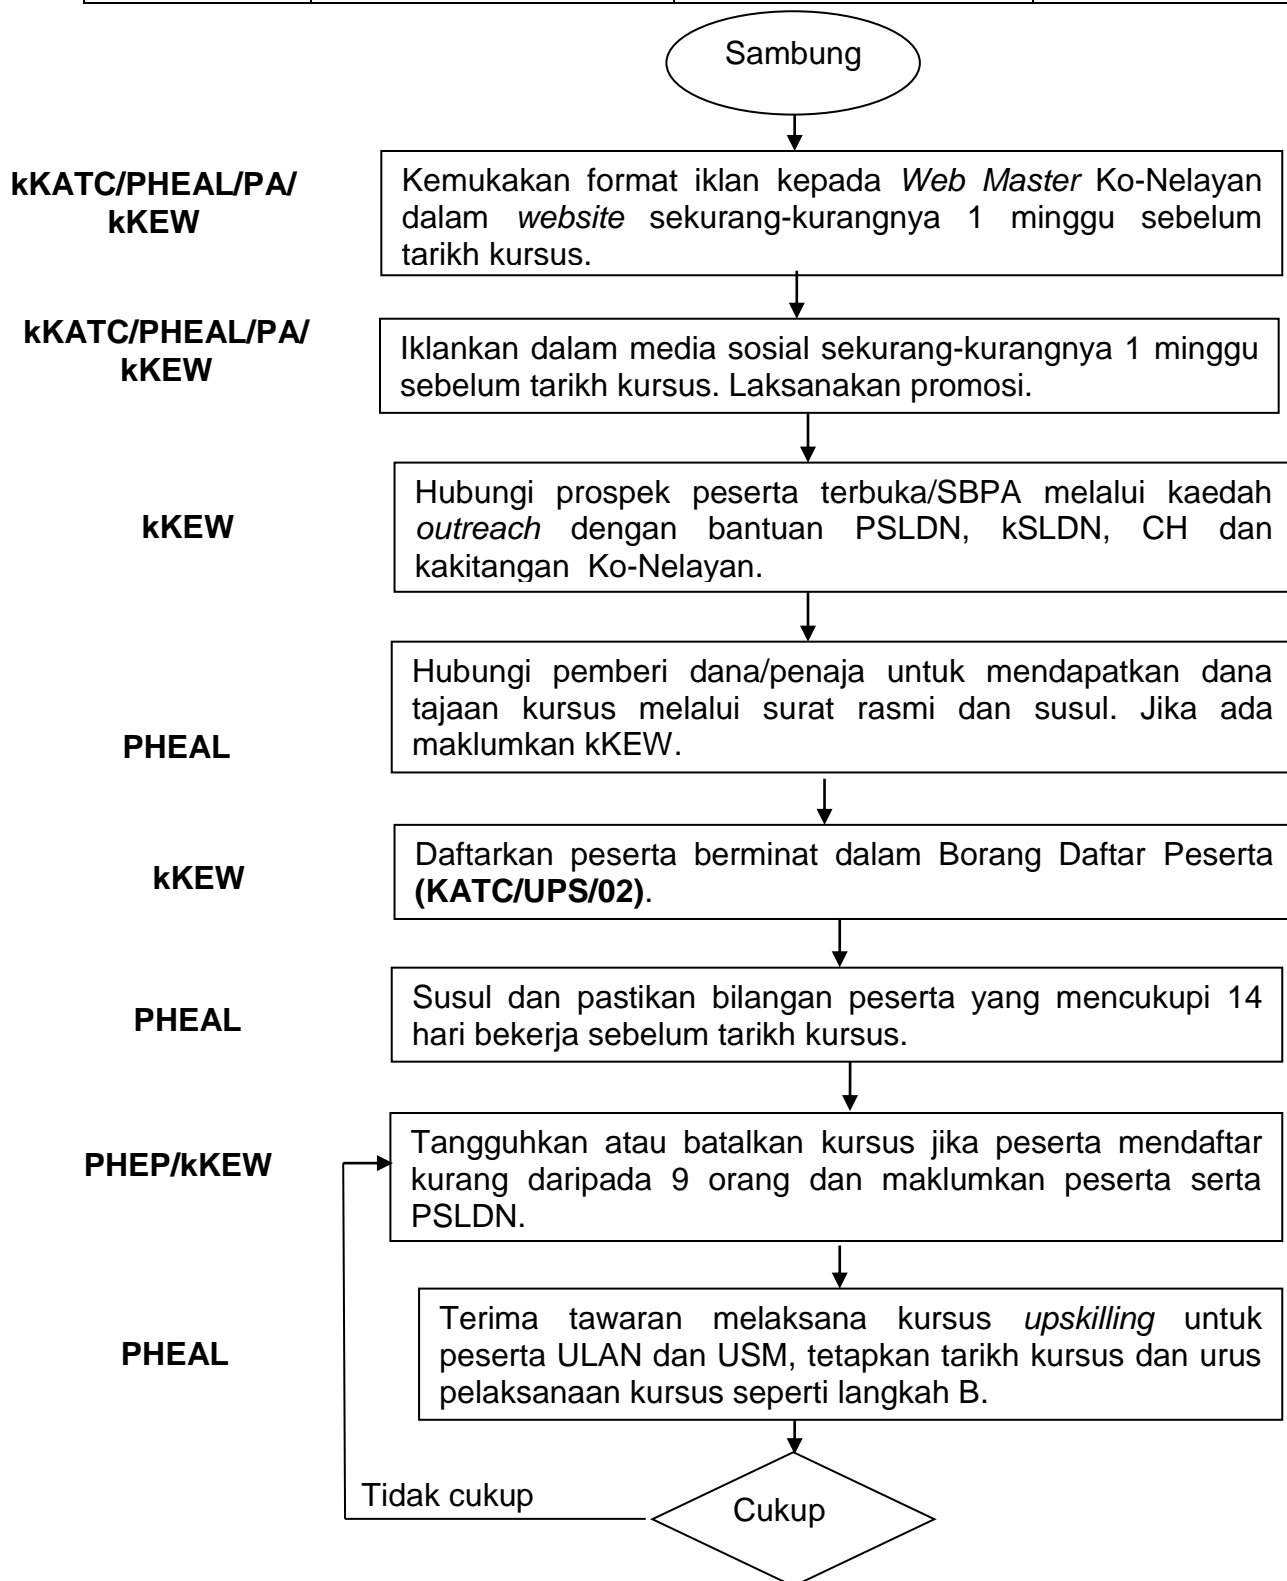 Sambung
kKATC/PHEAL/PA/
kKEW
Kemukakan format iklan kepada Web Master Ko-Nelayan
dalam website sekurang-kurangnya 1 minggu sebelum
tarikh kursus.
kKATC/PHEAL/PA/
kKEW
Iklankan dalam media sosial sekurang-kurangnya 1 minggu
sebelum tarikh kursus. Laksanakan promosi.
kKEW
Hubungi prospek peserta terbuka/SBPA melalui kaedah
outreach dengan bantuan PSLDN, kSLDN, CH dan
kakitangan Ko-Nelayan.
PHEAL
Hubungi pemberi dana/penaja untuk mendapatkan dana
tajaan kursus melalui surat rasmi dan susul. Jika ada
maklumkan kKEW.
kKEW
Daftarkan peserta berminat dalam Borang Daftar Peserta
(KATC/UPS/02).
PHEAL
Susul dan pastikan bilangan peserta yang mencukupi 14
hari bekerja sebelum tarikh kursus.
PHEP/kKEW
Tangguhkan atau batalkan kursus jika peserta mendaftar
kurang daripada 9 orang dan maklumkan peserta serta
PSLDN.
PHEAL
Terima tawaran melaksana kursus upskilling untuk
peserta ULAN dan USM, tetapkan tarikh kursus dan urus
pelaksanaan kursus seperti langkah B.
Tidak cukup
Cukup